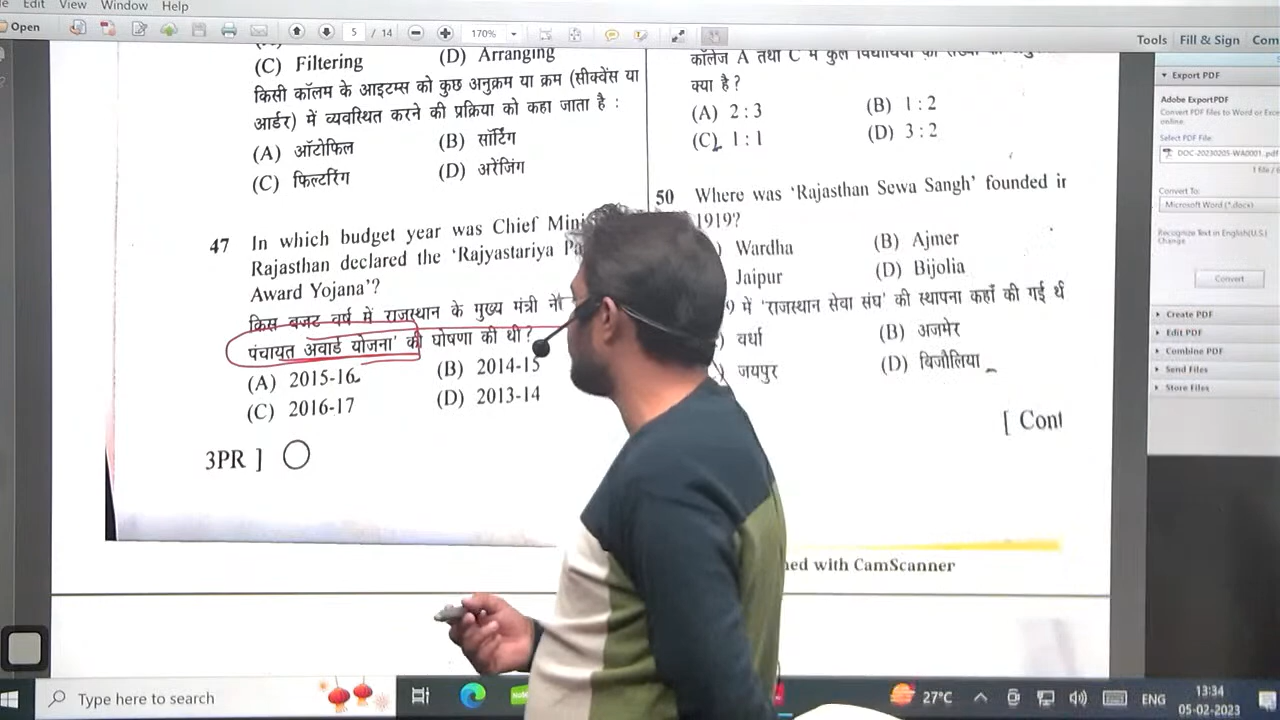 Edit View Window Help
Open
5 / 14
170%
Tools Fill & Sign
(C) Filtering (D) Arranging
किसी कॉलम के आइटम्स को कुछ अनुक्रम या क्रम (सीक्वेंस या
आर्डर) में व्यवस्थित करने की प्रक्रिया को कहा जाता है :
(A) ऑटोफिल (B) सॉर्टिंग
(C) फिल्टरिंग (D) अरेंजिंग
47 In which budget year was Chief
Rajasthan declared the 'Rajyastariya
Award Yojana'?
किस बजट वर्ष में राजस्थान के मुख्य मंत्री ने
पंचायत अवार्ड योजना' की घोषणा की थी?
(A) 2015-16 (B) 2014-15
(C) 2016-17 (D) 2013-14
3PR ]
कॉलेज A तथा C में कुल
क्या है?
(A) 2 : 3 (B) 1 : 2
(C) 1 : 1 (D) 3 : 2
50 Where was 'Rajasthan Sewa Sangh' founded
1919?
Wardha (B) Ajmer
Jaipur (D) Bijolia
में 'राजस्थान सेवा संघ' की स्थापना कहाँ की गई
वर्धा (B) अजमेर
जयपुर (D) बिजौलिया
with CamScanner
Export PDF
Adobe ExportPDF
Convert PDF files to Word or
online.
Select PDF File:
DOC-20230205-WA0001..pdf
Convert To:
Microsoft Word (*.docx)
Recognize Text in English(U.S.)
Change
Convert
Create PDF
Edit PDF
Combine PDF
Send Files
Store Files
Type here to search
27°C
ENG
13:34
05-02-2023